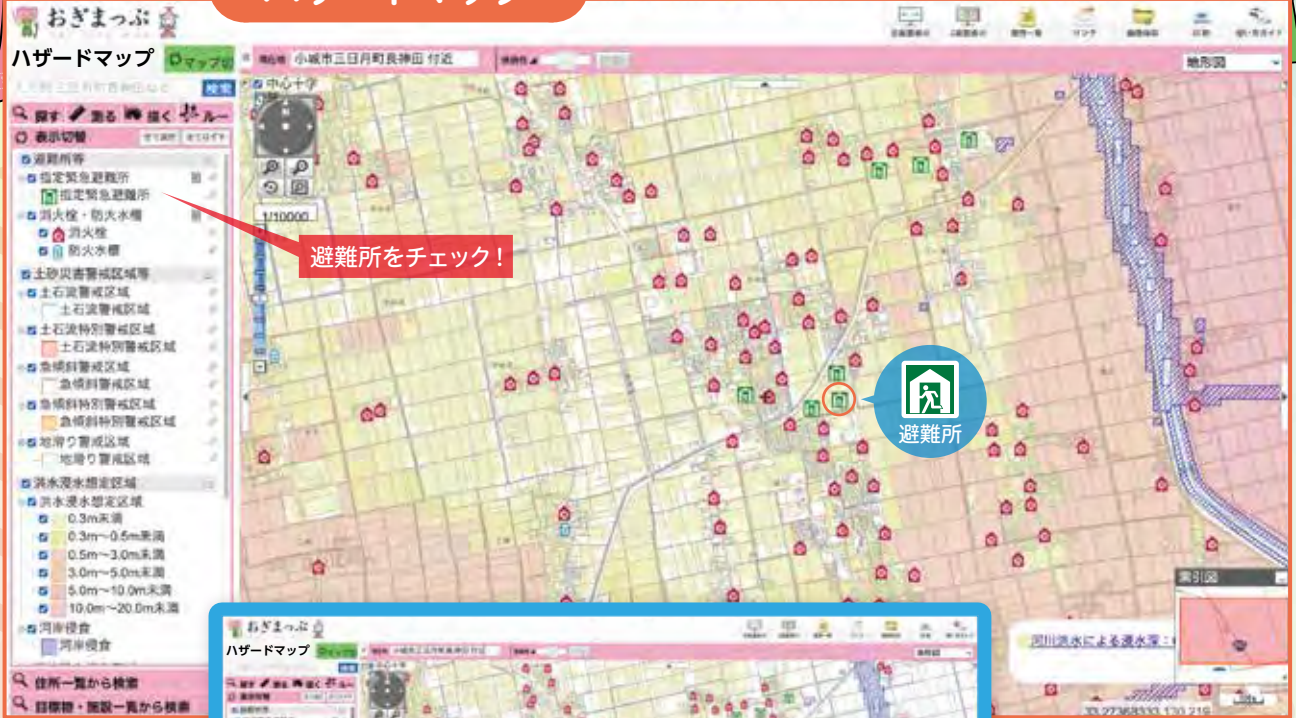 ハザードマップ
おぎまっぷ
ハザードマップ
マップ切
小城市三日月町長神田 付近
地形図
検索
探す 測る 描く ルー
表示切替
中心十字
1/10000
避難所等
指定緊急避難所
指定緊急避難所
消火栓・防火水槽
消火栓
防火水槽
土砂災害警戒区域等
土石流警戒区域
土石流警戒区域
土石流特別警戒区域
土石流特別警戒区域
急傾斜警戒区域
急傾斜警戒区域
急傾斜特別警戒区域
急傾斜特別警戒区域
地滑り警戒区域
地滑り警戒区域
洪水浸水想定区域
洪水浸水想定区域
0.3m未満
0.3m～0.5m未満
0.5m～3.0m未満
3.0m～5.0m未満
5.0m～10.0m未満
10.0m～20.0m未満
河岸侵食
河岸侵食
住所一覧から検索
目標物・施設一覧から検索
避難所をチェック!
避難所
索引図
河川洪水による浸水深：
おぎまっぷ
ハザードマップ